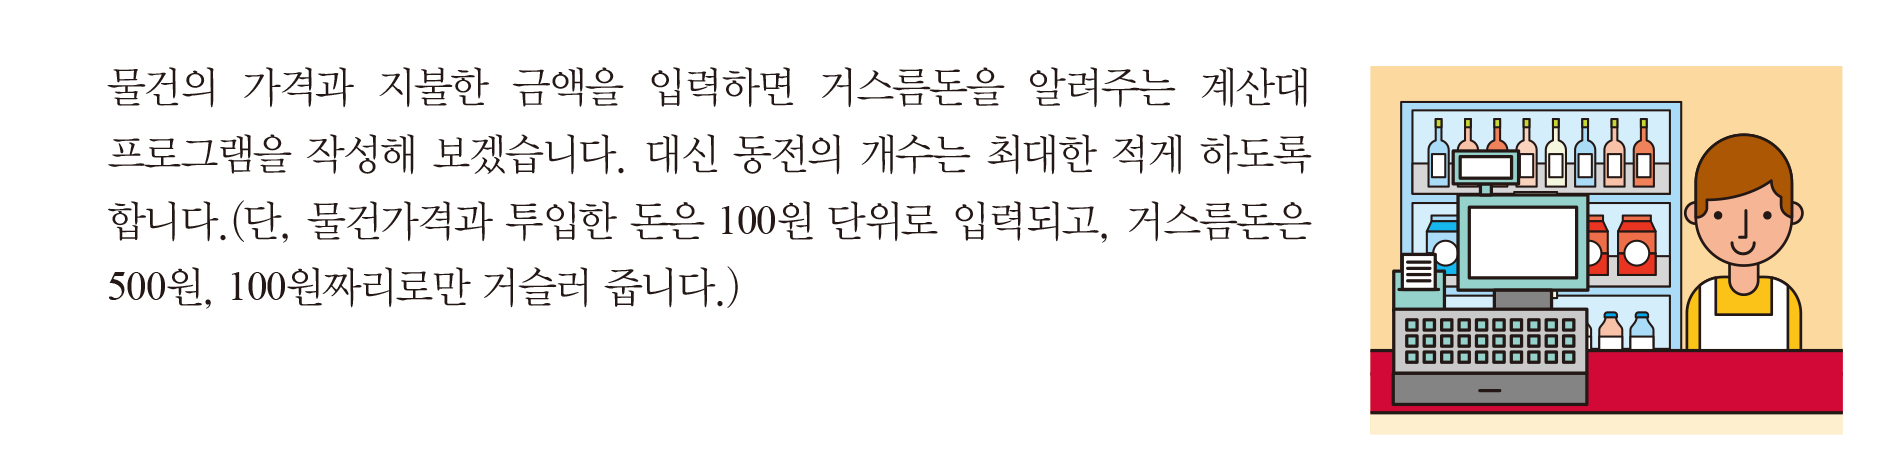 물건의 가격과 지불한 금액을 입력하면 거스름돈을 알려주는 계산대
프로그램을 작성해 보겠습니다. 대신 동전의 개수는 최대한 적게 하도록
합니다.(단, 물건가격과 투입한 돈은 100원 단위로 입력되고, 거스름돈은
500원, 100원짜리로만 거슬러 줍니다.)